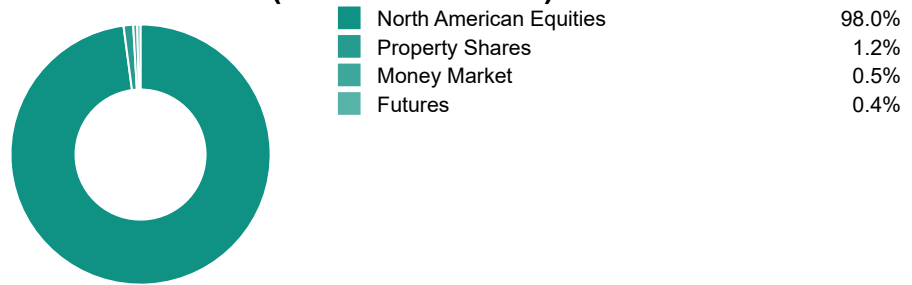 North American Equities 98.0%
Property Shares 1.2%
Money Market 0.5%
Futures 0.4%